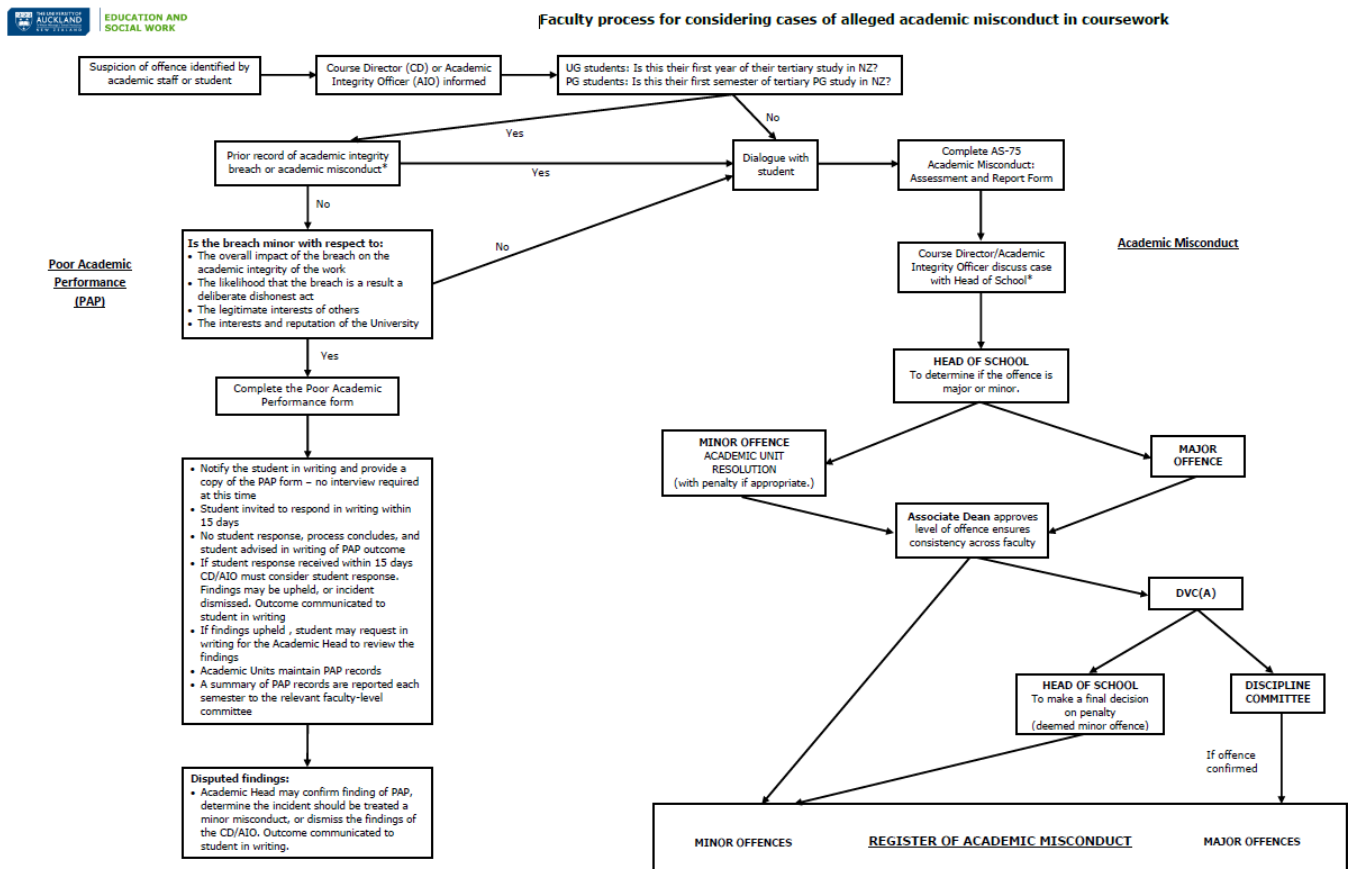 THE UNIVERSITY OF
AUCKLAND
NEW ZEALAND
EDUCATION AND
SOCIAL WORK
Faculty process for considering cases of alleged academic misconduct in coursework
Suspicion of offence identified by
academic staff or student
Course Director (CD) or Academic
Integrity Officer (AIO) informed
UG students: Is this their first year of their tertiary study in NZ?
PG students: Is this their first semester of tertiary PG study in NZ?
Yes
No
Prior record of academic integrity
breach or academic misconduct*
Yes
Dialogue with
student
Complete AS-75
Academic Misconduct:
Assessment and Report Form
No
Poor Academic
Performance
(PAP)
Is the breach minor with respect to:
• The overall impact of the breach on
the academic integrity of the work
• The likelihood that the breach is a result a
deliberate dishonest act
• The legitimate interests of others
• The interests and reputation of the University
No
Course Director/Academic
Integrity Officer discuss case
with Head of School*
Academic Misconduct
Yes
Complete the Poor Academic
Performance form
HEAD OF SCHOOL
To determine if the offence is
major or minor.
MINOR OFFENCE
ACADEMIC UNIT
RESOLUTION
(with penalty if appropriate.)
MAJOR
OFFENCE
• Notify the student in writing and provide a
copy of the PAP form – no interview required
at this time
• Student invited to respond in writing within
15 days
• No student response, process concludes, and
student advised in writing of PAP outcome
• If student response received within 15 days
CD/AIO must consider student response.
Findings may be upheld, or incident
dismissed. Outcome communicated to
student in writing
• If findings upheld , student may request in
writing for the Academic Head to review the
findings
• Academic Units maintain PAP records
• A summary of PAP records are reported each
semester to the relevant faculty-level
committee
Associate Dean approves
level of offence ensures
consistency across faculty
DVC(A)
HEAD OF SCHOOL
To make a final decision
on penalty
(deemed minor offence)
DISCIPLINE
COMMITTEE
If offence
confirmed
Disputed findings:
• Academic Head may confirm finding of PAP,
determine the incident should be treated a
minor misconduct, or dismiss the findings of
the CD/AIO. Outcome communicated to
student in writing.
MINOR OFFENCES
REGISTER OF ACADEMIC MISCONDUCT
MAJOR OFFENCES